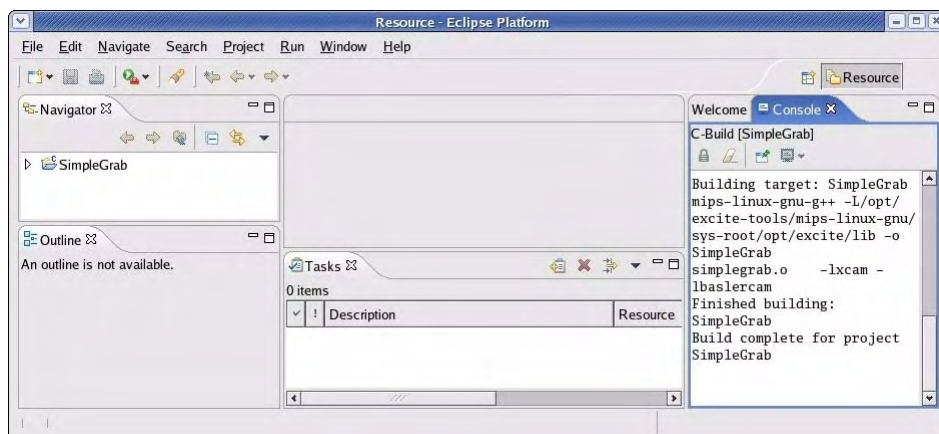 Resource - Eclipse Platform
File Edit Navigate Search Project Run Window Help
Resource
Navigator
SimpleGrab
Outline
An outline is not available.
Tasks
0 items
! Description Resource
Welcome Console
C-Build [SimpleGrab]
Building target: SimpleGrab
mips-linux-gnu-g++ -L/opt/
excite-tools/mips-linux-gnu/
sys-root/opt/excite/lib -o
SimpleGrab
simplegrab.o -lxcam -
lbaslercam
Finished building:
SimpleGrab
Build complete for project
SimpleGrab